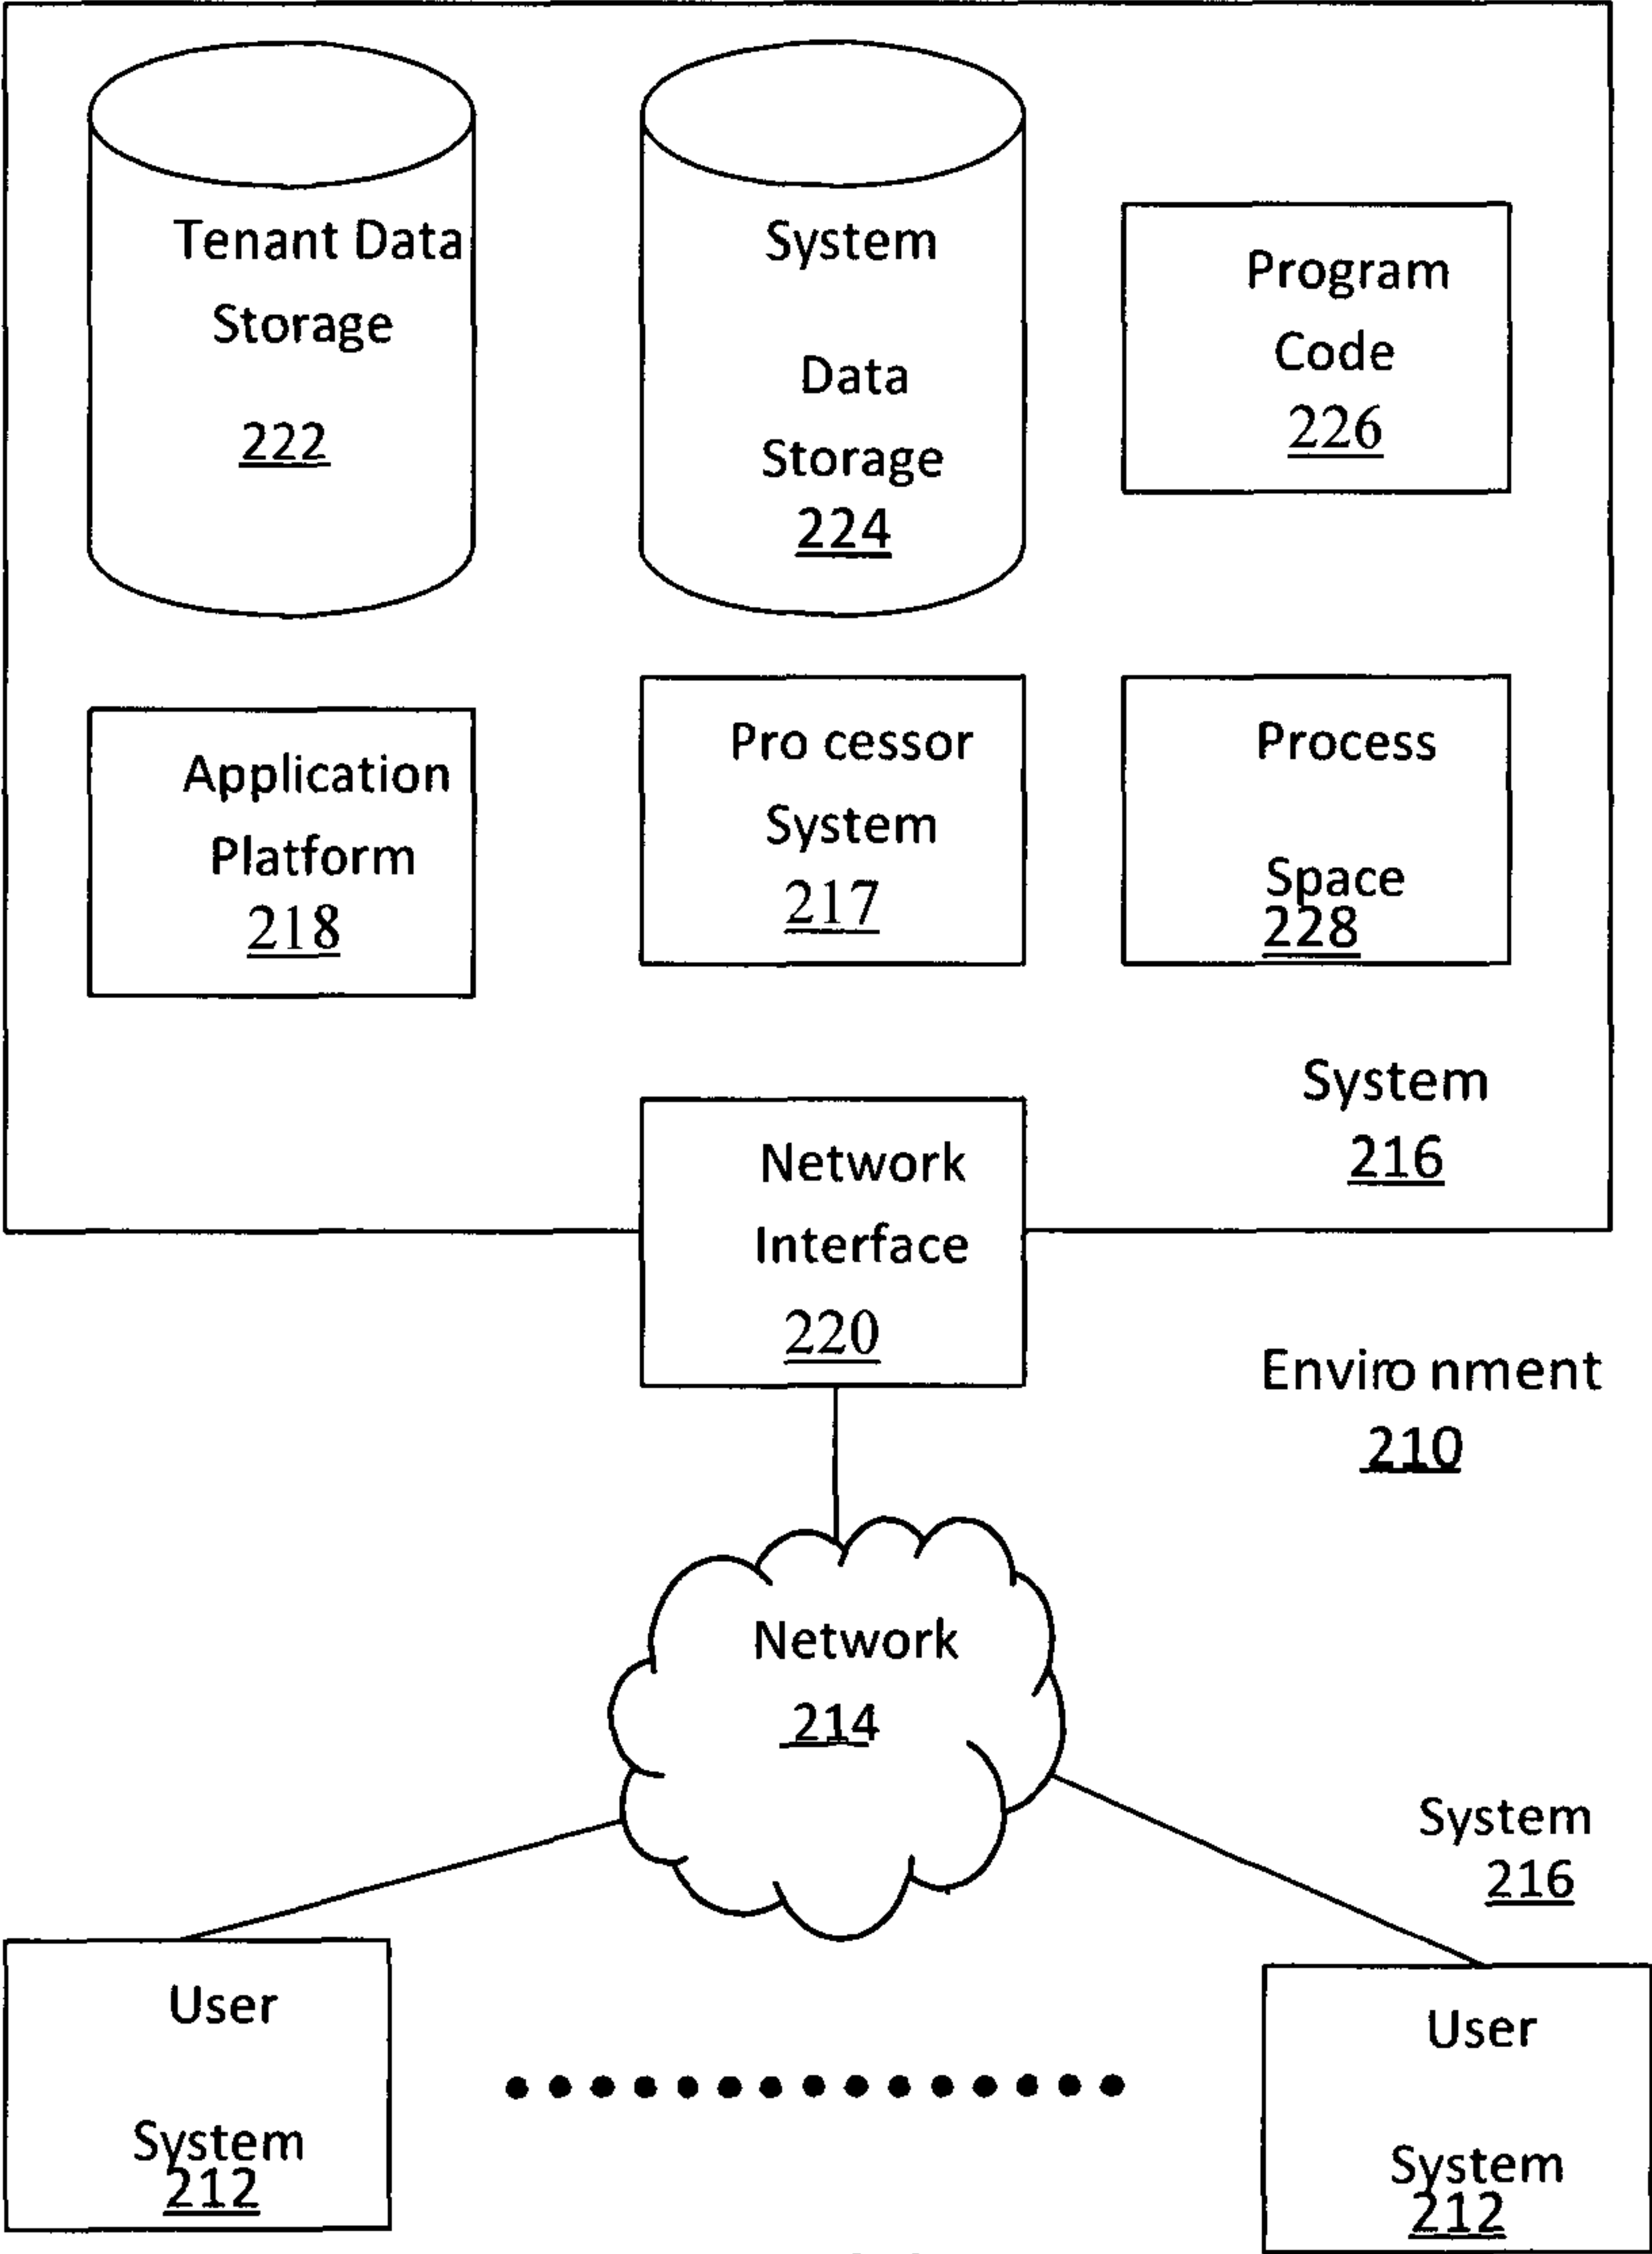 Tenant Data
Storage
222
System
Data
Storage
224
Program
Code
226
Application
Platform
218
Pro cessor
System
217
Process
Space
228
System
216
Network
Interface
220
Enviro nment
210
Network
214
System
216
User
System
212
User
System
212